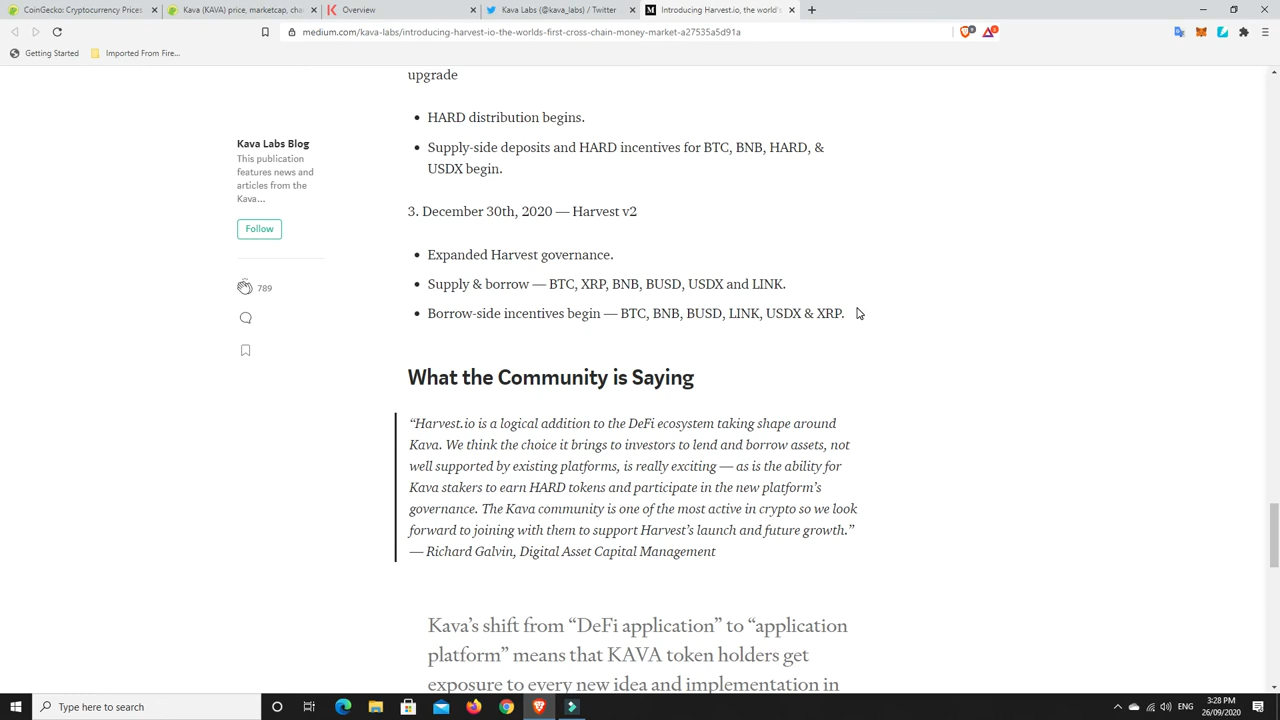 CoinGecko: Cryptocurrency Prices
Kava (KAVA) price, marketcap, cha
Overview
Kava Labs (@kava_labs) / Twitter
Introducing Harvest.io, the world's
medium.com/kava-labs/introducing-harvest-io-the-worlds-first-cross-chain-money-market-a27535a5d91a
Getting Started
Imported From Fire...
upgrade
• HARD distribution begins.
• Supply-side deposits and HARD incentives for BTC, BNB, HARD, &
USDX begin.
3. December 30th, 2020 — Harvest v2
• Expanded Harvest governance.
• Supply & borrow — BTC, XRP, BNB, BUSD, USDX and LINK.
• Borrow-side incentives begin — BTC, BNB, BUSD, LINK, USDX & XRP.
Kava Labs Blog
This publication
features news and
articles from the
Kava...
Follow
789
What the Community is Saying
“Harvest.io is a logical addition to the DeFi ecosystem taking shape around
Kava. We think the choice it brings to investors to lend and borrow assets, not
well supported by existing platforms, is really exciting — as is the ability for
Kava stakers to earn HARD tokens and participate in the new platform’s
governance. The Kava community is one of the most active in crypto so we look
forward to joining with them to support Harvest’s launch and future growth.”
— Richard Galvin, Digital Asset Capital Management
Kava’s shift from “DeFi application” to “application
platform” means that KAVA token holders get
exposure to every new idea and implementation in
Type here to search
ENG
3:28 PM
26/09/2020